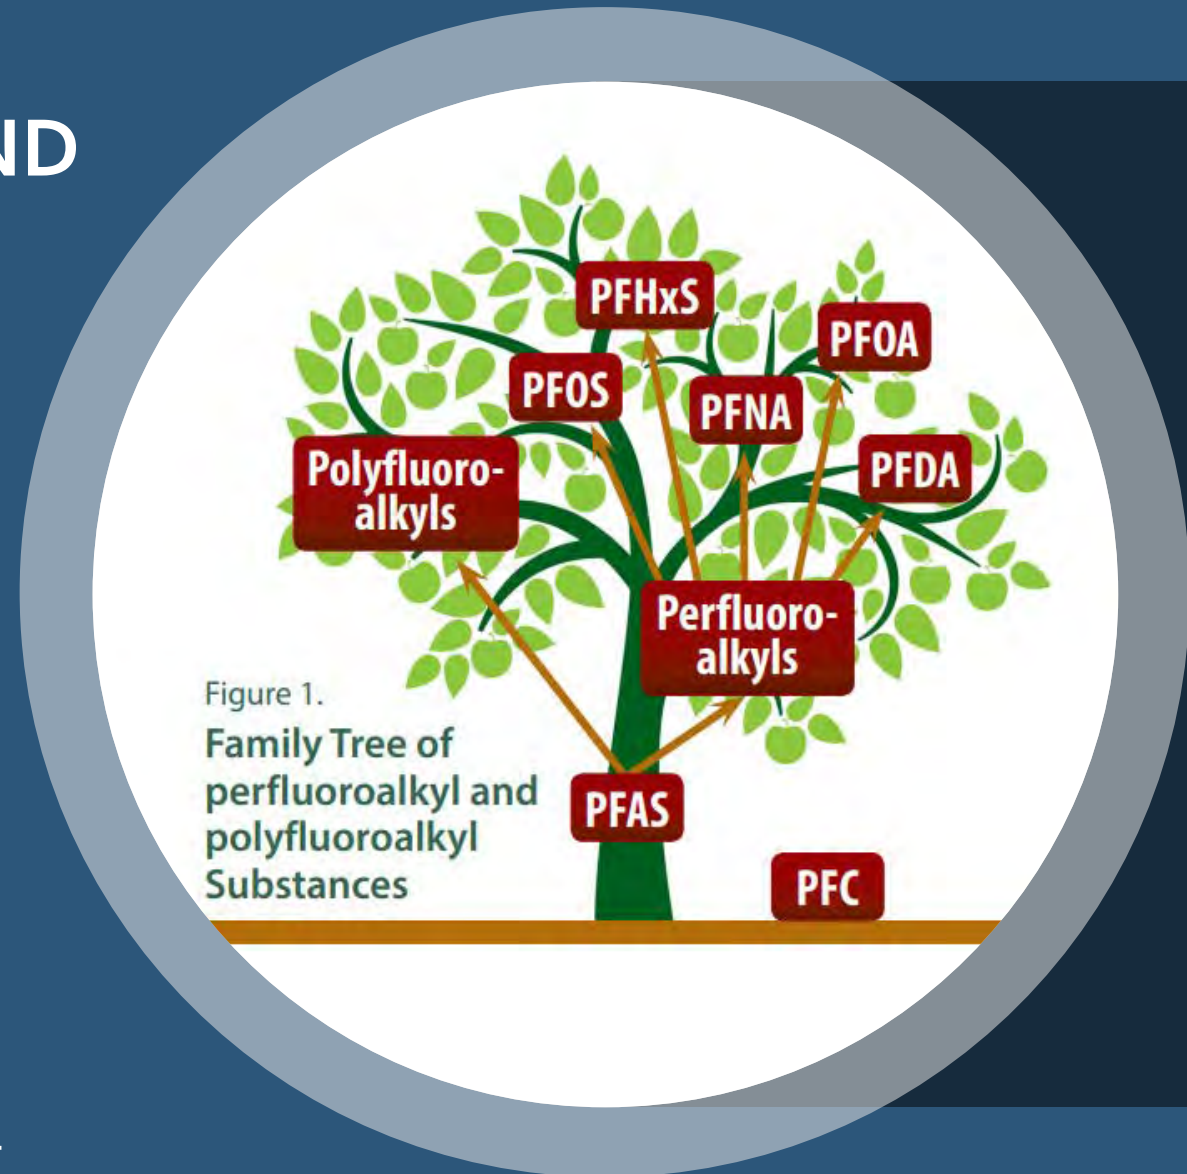 ND
PFHxS
PFOA
PFOS
PFNA
Polyfluoro-
alkyls
PFDA
Perfluoro-
alkyls
Figure 1.
Family Tree of
perfluoroalkyl and
polyfluoroalkyl
Substances
PFAS
PFC